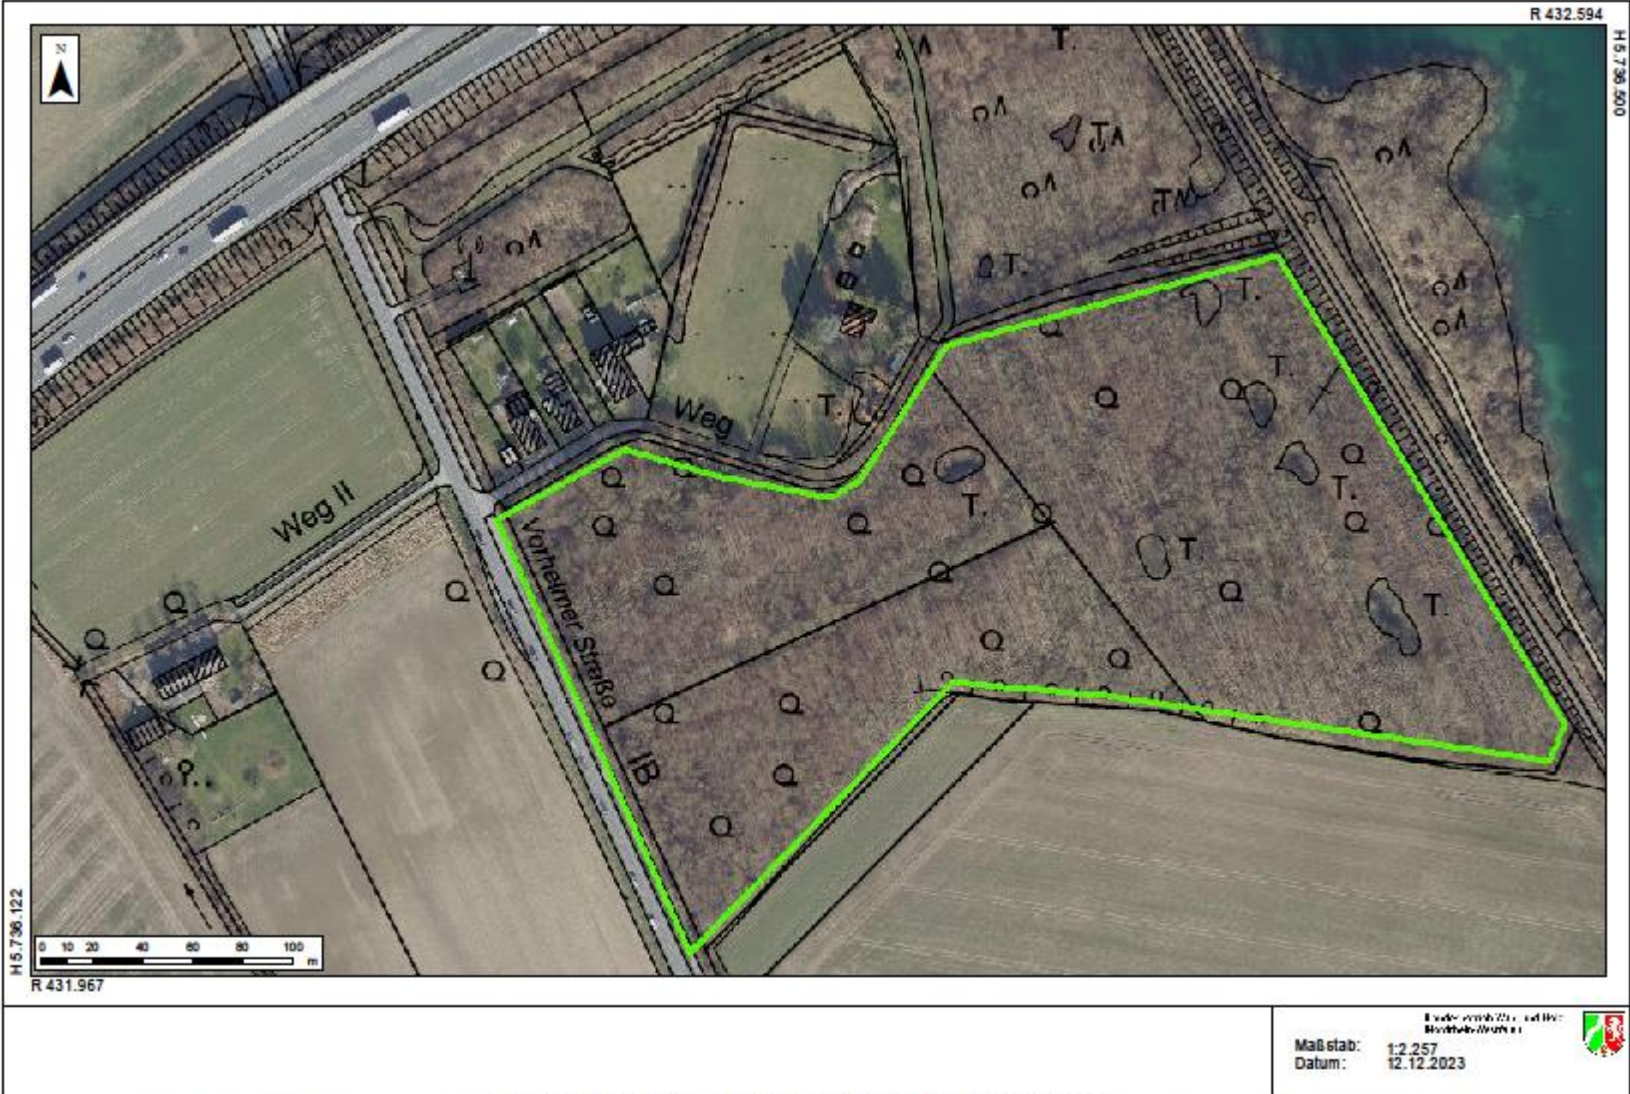 R 432.594
H 5.736.500
N
T.
T.
T.
Weg
T.
T.
T.
T.
T.
T
T.
Weg II
Vorhelmer Straße
IB
0 10 20 40 60 80 100
m
H 5.736.122
R 431.967
Maßstab: 1:2.257
Datum: 12.12.2023